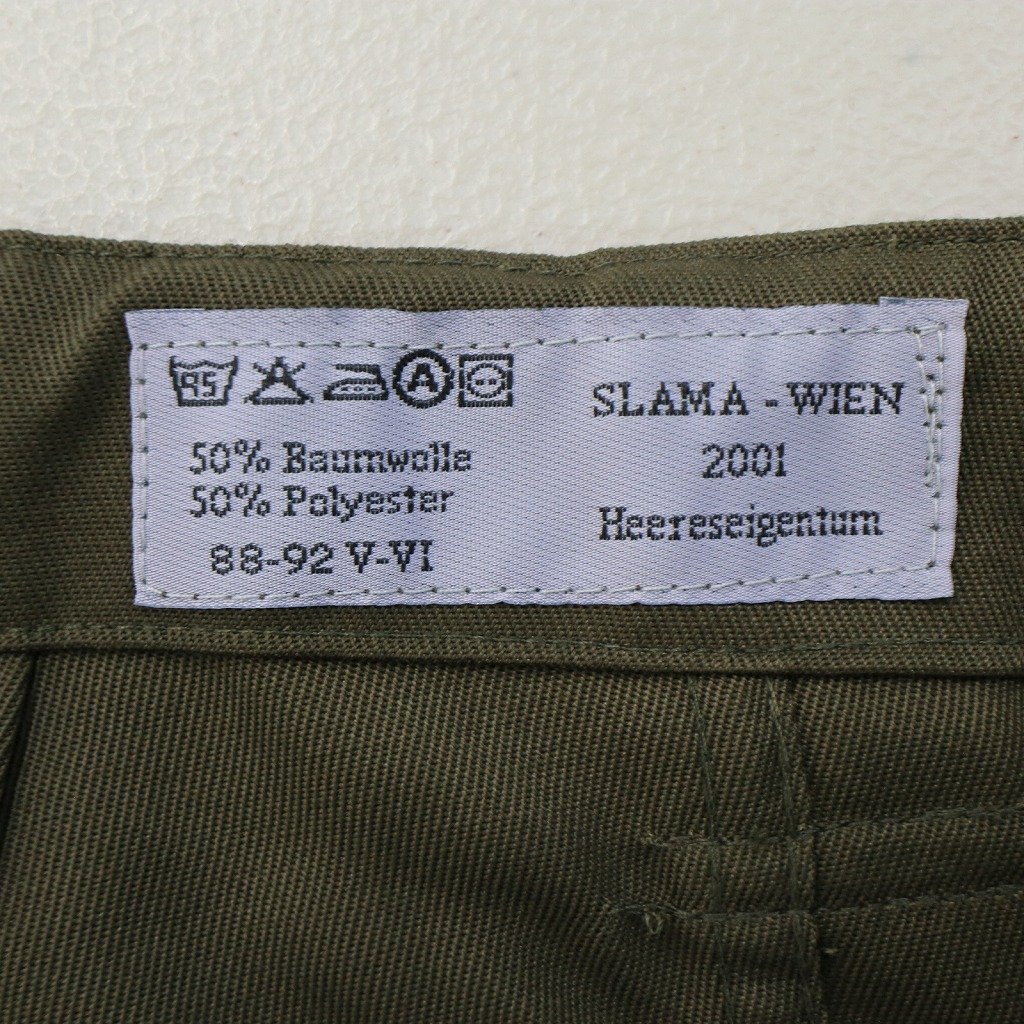 95 A
50% Baumwolle
50% Polyester
88-92 V-VI
SLAMA - WIEN
2001
Heereseigentum